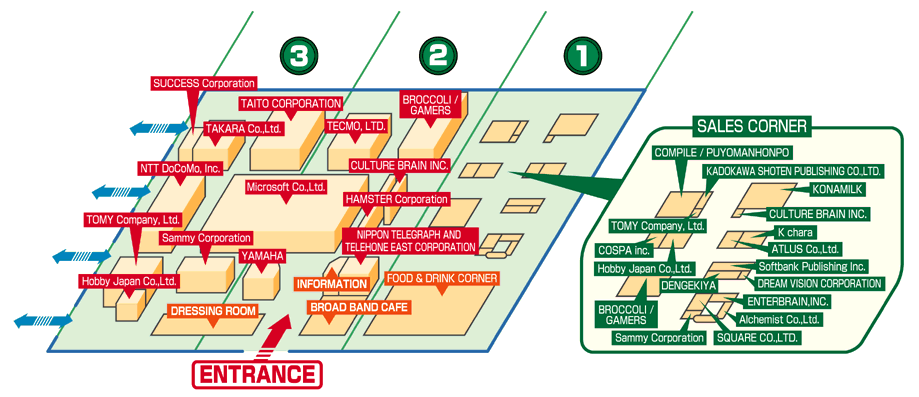 3
2
1
SUCCESS Corporation
TAITO CORPORATION
BROCCOLI /
GAMERS
TAKARA Co.,Ltd.
TECMO, LTD.
NTT DoCoMo, Inc.
CULTURE BRAIN INC.
Microsoft Co.,Ltd
HAMSTER Corporation
TOMY Company, Ltd.
Sammy Corporation
NIPPON TELEGRAPH AND
TELEHONE EAST CORPORATION
YAMAHA
Hobby Japan Co.,Ltd.
INFORMATION
FOOD & DRINK CORNER
DRESSING ROOM
BROAD BAND CAFE
ENTRANCE
SALES CORNER
COMPILE / PUYOMANHONPO
KADOKAWA SHOTEN PUBLISHING CO.,LTD.
KONAMILK
CULTURE BRAIN INC.
TOMY Company, Ltd.
K chara
COSPA inc.
ATLUS Co.,Ltd.
Hobby Japan Co.,Ltd.
Softbank Publishing Inc.
DENGEKIYA
DREAM VISION CORPORATION
BROCCOLI /
GAMERS
ENTERBRAIN,INC.
Alchemist Co.,Ltd.
Sammy Corporation
SQUARE CO.,LTD.